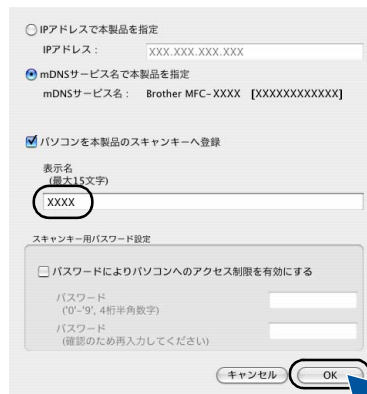 IPアドレスで本製品を指定
IPアドレス： XXX.XXX.XXX.XXX
mDNSサービス名で本製品を指定
mDNSサービス名： Brother MFC-XXXX [XXXXXXXXXXXX]
パソコンを本製品のスキャンキーへ登録
表示名
(最大15文字)
XXXX
スキャンキー用パスワード設定
パスワードによりパソコンへのアクセス制限を有効にする
パスワード
('0'-'9', 4桁半角数字)
パスワード
(確認のため再入力してください)
キャンセル OK